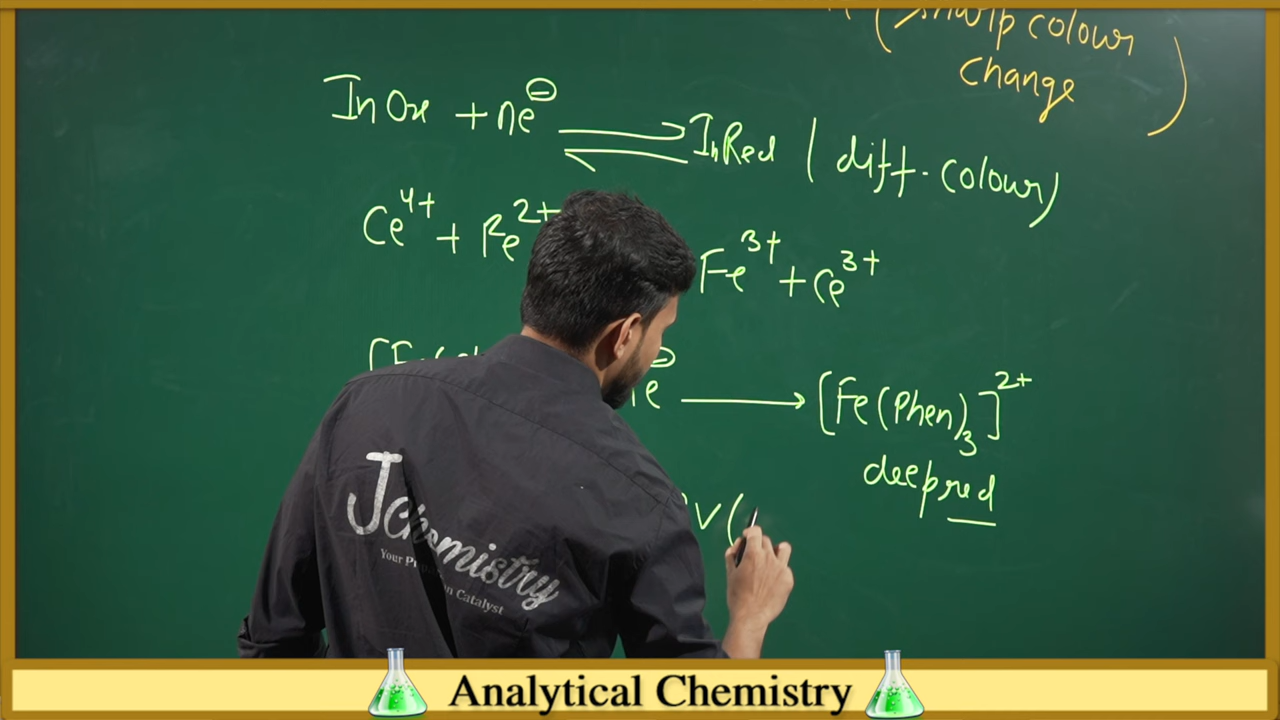 (sharp colour
change )
InOx + ne⊖ ⇌ InRed ( diff. colour)
Ce⁴⁺ + Fe²⁺ Fe³⁺ + Ce³⁺
e⊖ ⟶ [Fe(Phen)₃]²⁺
deep red
V (
JChemistry
Your Catalyst
Analytical Chemistry